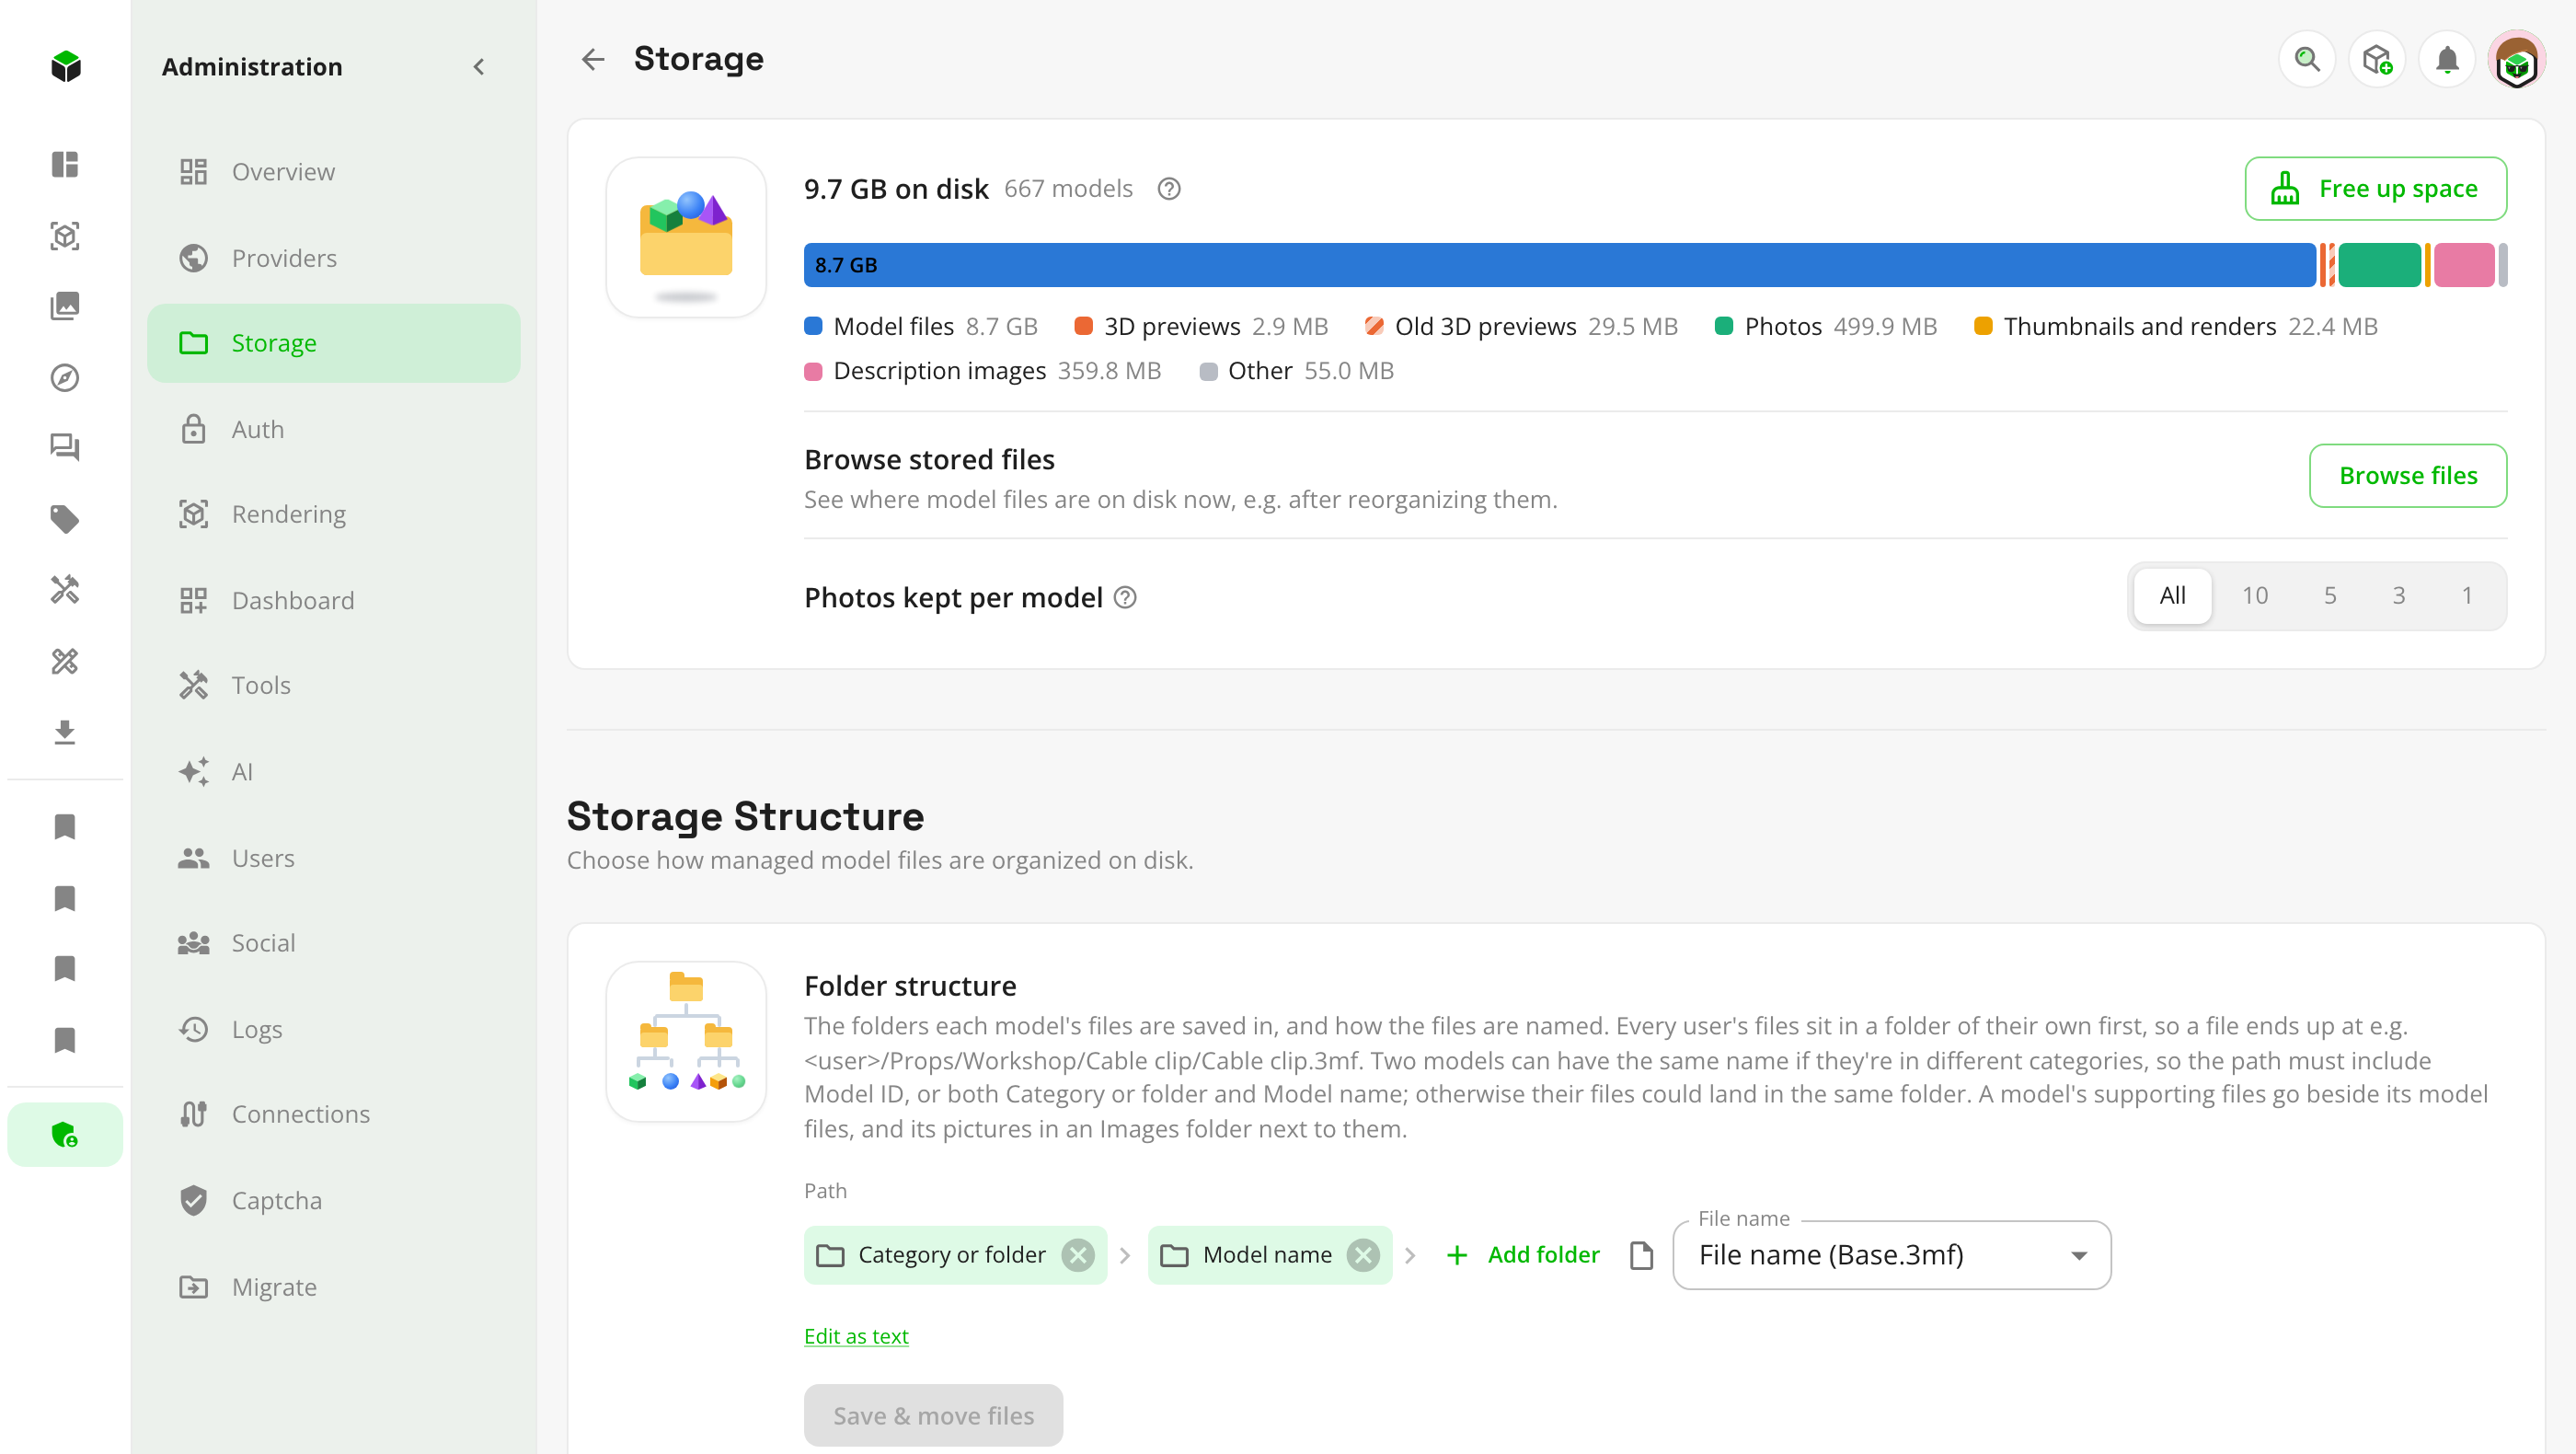 Administration
Storage
Overview
Providers
Storage
Auth
Rendering
Dashboard
Tools
AI
Users
Social
Logs
Connections
Captcha
Migrate
9.7 GB on disk 667 models
Free up space
8.7 GB
Model files 8.7 GB 3D previews 2.9 MB Old 3D previews 29.5 MB Photos 499.9 MB Thumbnails and renders 22.4 MB
Description images 359.8 MB Other 55.0 MB
Browse stored files
See where model files are on disk now, e.g. after reorganizing them.
Browse files
Photos kept per model
All 10 5 3 1
Storage Structure
Choose how managed model files are organized on disk.
Folder structure
The folders each model's files are saved in, and how the files are named. Every user's files sit in a folder of their own first, so a file ends up at e.g.
<user>/Props/Workshop/Cable clip/Cable clip.3mf. Two models can have the same name if they're in different categories, so the path must include
Model ID, or both Category or folder and Model name; otherwise their files could land in the same folder. A model's supporting files go beside its model
files, and its pictures in an Images folder next to them.
Path
Category or folder Model name Add folder
File name
File name (Base.3mf)
Edit as text
Save & move files